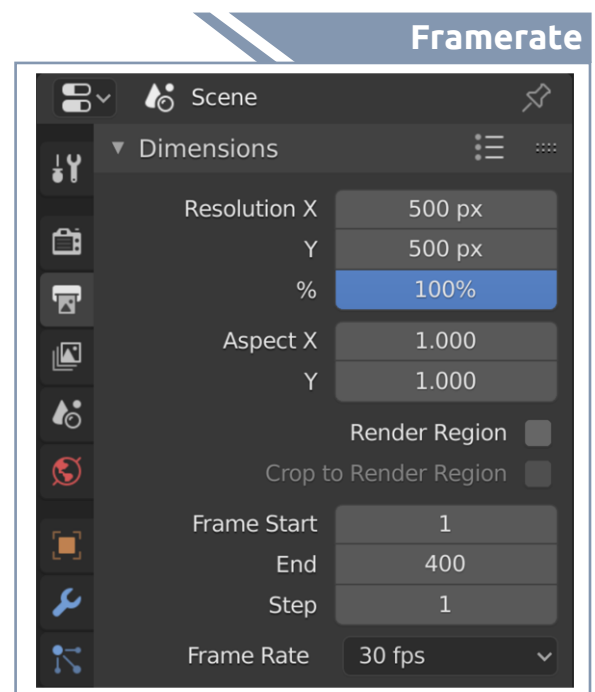 Framerate
Scene
Dimensions
Resolution X 500 px
Y 500 px
% 100%
Aspect X 1.000
Y 1.000
Render Region
Crop to Render Region
Frame Start 1
End 400
Step 1
Frame Rate 30 fps